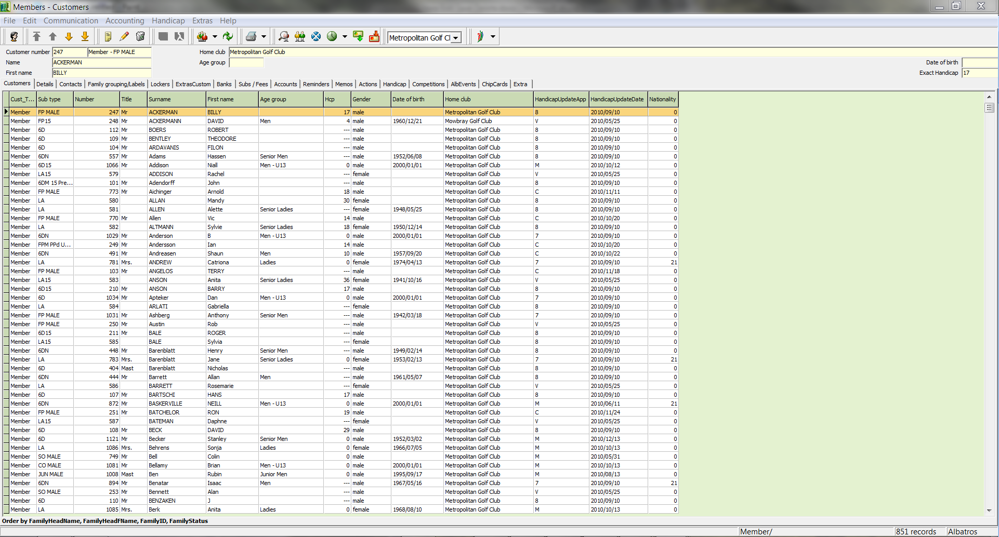 Members - Customers
File Edit Communication Accounting Handicap Extras Help
Metropolitan Golf Cl
Customer number 247 Member - FP MALE Home club Metropolitan Golf Club
Name ACKERMAN Age group Date of birth
First name BILLY Exact Handicap 17
Customers Details Contacts Family grouping/Labels Lockers ExtrasCustom Banks Subs / Fees Accounts Reminders Memos Actions Handicap Competitions AlbEvents ChipCards Extra
Cust_T... Sub type Number Title Surname First name Age group Hcp Gender Date of birth Home club HandicapUpdateApp HandicapUpdateDate Nationality
Member FP MALE 247 Mr ACKERMAN BILLY 17 male Metropolitan Golf Club 8 2010/09/10 0
Member FP15 248 Mr ACKERMANN DAVID Men 4 male 1960/12/21 Mowbray Golf Club V 2010/05/25 0
Member 6D 112 Mr BOERS ROBERT --- male Metropolitan Golf Club 8 2010/09/10 0
Member 6D 109 Mr BENTLEY THEODORE --- male Metropolitan Golf Club 8 2010/09/10 0
Member 6D 104 Mr ARDAVANIS FILON --- male Metropolitan Golf Club 8 2010/09/10 0
Member 6DN 557 Mr Adams Hassen Senior Men --- male 1952/06/08 Metropolitan Golf Club 8 2010/09/10 0
Member 6D15 1066 Mr Addison Niall Men - U13 0 male 2000/01/01 Metropolitan Golf Club M 2010/10/12 0
Member LA15 579 ADDISON Rachel --- female Metropolitan Golf Club V 2010/05/25 0
Member 6DM 15 Pre... 101 Mr Adendorff John --- male Metropolitan Golf Club 8 2010/09/10 0
Member FP MALE 773 Mr Aichinger Arnold 18 male Metropolitan Golf Club C 2010/11/11 0
Member LA 580 ALLAN Mandy 30 female Metropolitan Golf Club 8 2010/09/10 0
Member LA 581 ALLEN Alette Senior Ladies --- female 1948/05/25 Metropolitan Golf Club 8 2010/09/10 0
Member FP MALE 770 Mr Allen Vic 14 male Metropolitan Golf Club C 2010/10/20 0
Member LA 582 ALTMANN Sylvie Senior Ladies 18 female 1950/12/14 Metropolitan Golf Club 8 2010/09/10 0
Member 6DN 1029 Mr Anderson B Men - U13 0 male 2000/01/01 Metropolitan Golf Club 7 2010/09/10 0
Member FPM PPd U... 249 Mr Andersson Ian 14 male Metropolitan Golf Club C 2010/10/20 0
Member 6DN 491 Mr Andreasen Shaun Men 10 male 1957/09/20 Metropolitan Golf Club C 2010/10/22 0
Member LA 781 Mrs. ANDREW Catriona Ladies 0 female 1974/04/13 Metropolitan Golf Club 7 2010/09/10 21
Member FP MALE 103 Mr ANGELOS TERRY --- male Metropolitan Golf Club C 2010/11/18 0
Member LA15 583 ANSON Anita Senior Ladies 36 female 1941/10/16 Metropolitan Golf Club V 2010/05/25 0
Member 6D15 210 Mr ANSON BARRY 17 male Metropolitan Golf Club 8 2010/09/10 0
Member 6D 1034 Mr Apteker Dan Men - U13 0 male 2000/01/01 Metropolitan Golf Club 7 2010/09/10 0
Member LA 584 ARLATI Gabriella --- female Metropolitan Golf Club 8 2010/09/10 0
Member FP MALE 1031 Mr Ashberg Anthony Senior Men --- male 1942/03/18 Metropolitan Golf Club 7 2010/09/10 0
Member FP MALE 250 Mr Austin Rob --- male Metropolitan Golf Club V 2010/05/25 0
Member 6D15 211 Mr BALE ROGER --- male Metropolitan Golf Club 8 2010/09/10 0
Member LA15 585 BALE Sylvia --- female Metropolitan Golf Club 8 2010/09/10 0
Member 6DN 448 Mr Barenblatt Henry Senior Men --- male 1949/02/14 Metropolitan Golf Club 8 2010/09/10 0
Member LA 783 Mrs. Barenblatt Jane Senior Ladies 0 female 1953/02/13 Metropolitan Golf Club 7 2010/09/10 21
Member 6D 404 Mast Barenblatt Nicholas --- male Metropolitan Golf Club 8 2010/09/10 0
Member 6DN 444 Mr Barrett Allan Men --- male 1961/05/07 Metropolitan Golf Club 8 2010/09/10 0
Member LA 586 BARRETT Rosemarie --- female Metropolitan Golf Club V 2010/05/25 0
Member 6D 107 Mr BARTSCHI HANS 17 male Metropolitan Golf Club 8 2010/09/10 0
Member 6DN 872 Mr BASKERVILLE NEILL Men - U13 0 male 2000/01/01 Metropolitan Golf Club M 2010/06/11 21
Member FP MALE 251 Mr BATCHELOR RON 19 male Metropolitan Golf Club C 2010/11/24 0
Member LA15 587 BATEMAN Daphne --- female Metropolitan Golf Club V 2010/05/25 0
Member 6D 108 Mr BECK DAVID 29 male Metropolitan Golf Club 8 2010/09/10 0
Member 6D 1121 Mr Becker Stanley Senior Men 0 male 1952/03/02 Metropolitan Golf Club M 2010/12/13 0
Member LA 1086 Mrs. Behrens Sonja Ladies 0 female 1966/07/05 Metropolitan Golf Club M 2010/10/13 0
Member SO MALE 749 Mr Bell Colin 0 male Metropolitan Golf Club M 2010/05/31 0
Member CO MALE 1081 Mr Bellamy Brian Men - U13 0 male 2000/01/01 Metropolitan Golf Club M 2010/10/13 0
Member JUN MALE 1008 Mast Ben Rubin Junior Men 0 male 1995/09/17 Metropolitan Golf Club M 2010/08/13 0
Member 6DN 894 Mr Benatar Isaac Men --- male 1967/05/16 Metropolitan Golf Club 7 2010/09/10 21
Member SO MALE 253 Mr Bennett Alan --- male Metropolitan Golf Club V 2010/05/25 0
Member 6D 110 Mr BENZAKEN J --- male Metropolitan Golf Club 8 2010/09/10 0
Member LA 1085 Mrs. Berk Anita Ladies 0 female 1968/08/10 Metropolitan Golf Club M 2010/10/13 0
Order by FamilyHeadName, FamilyHeadFName, FamilyID, FamilyStatus
Member/ 851 records Albatros